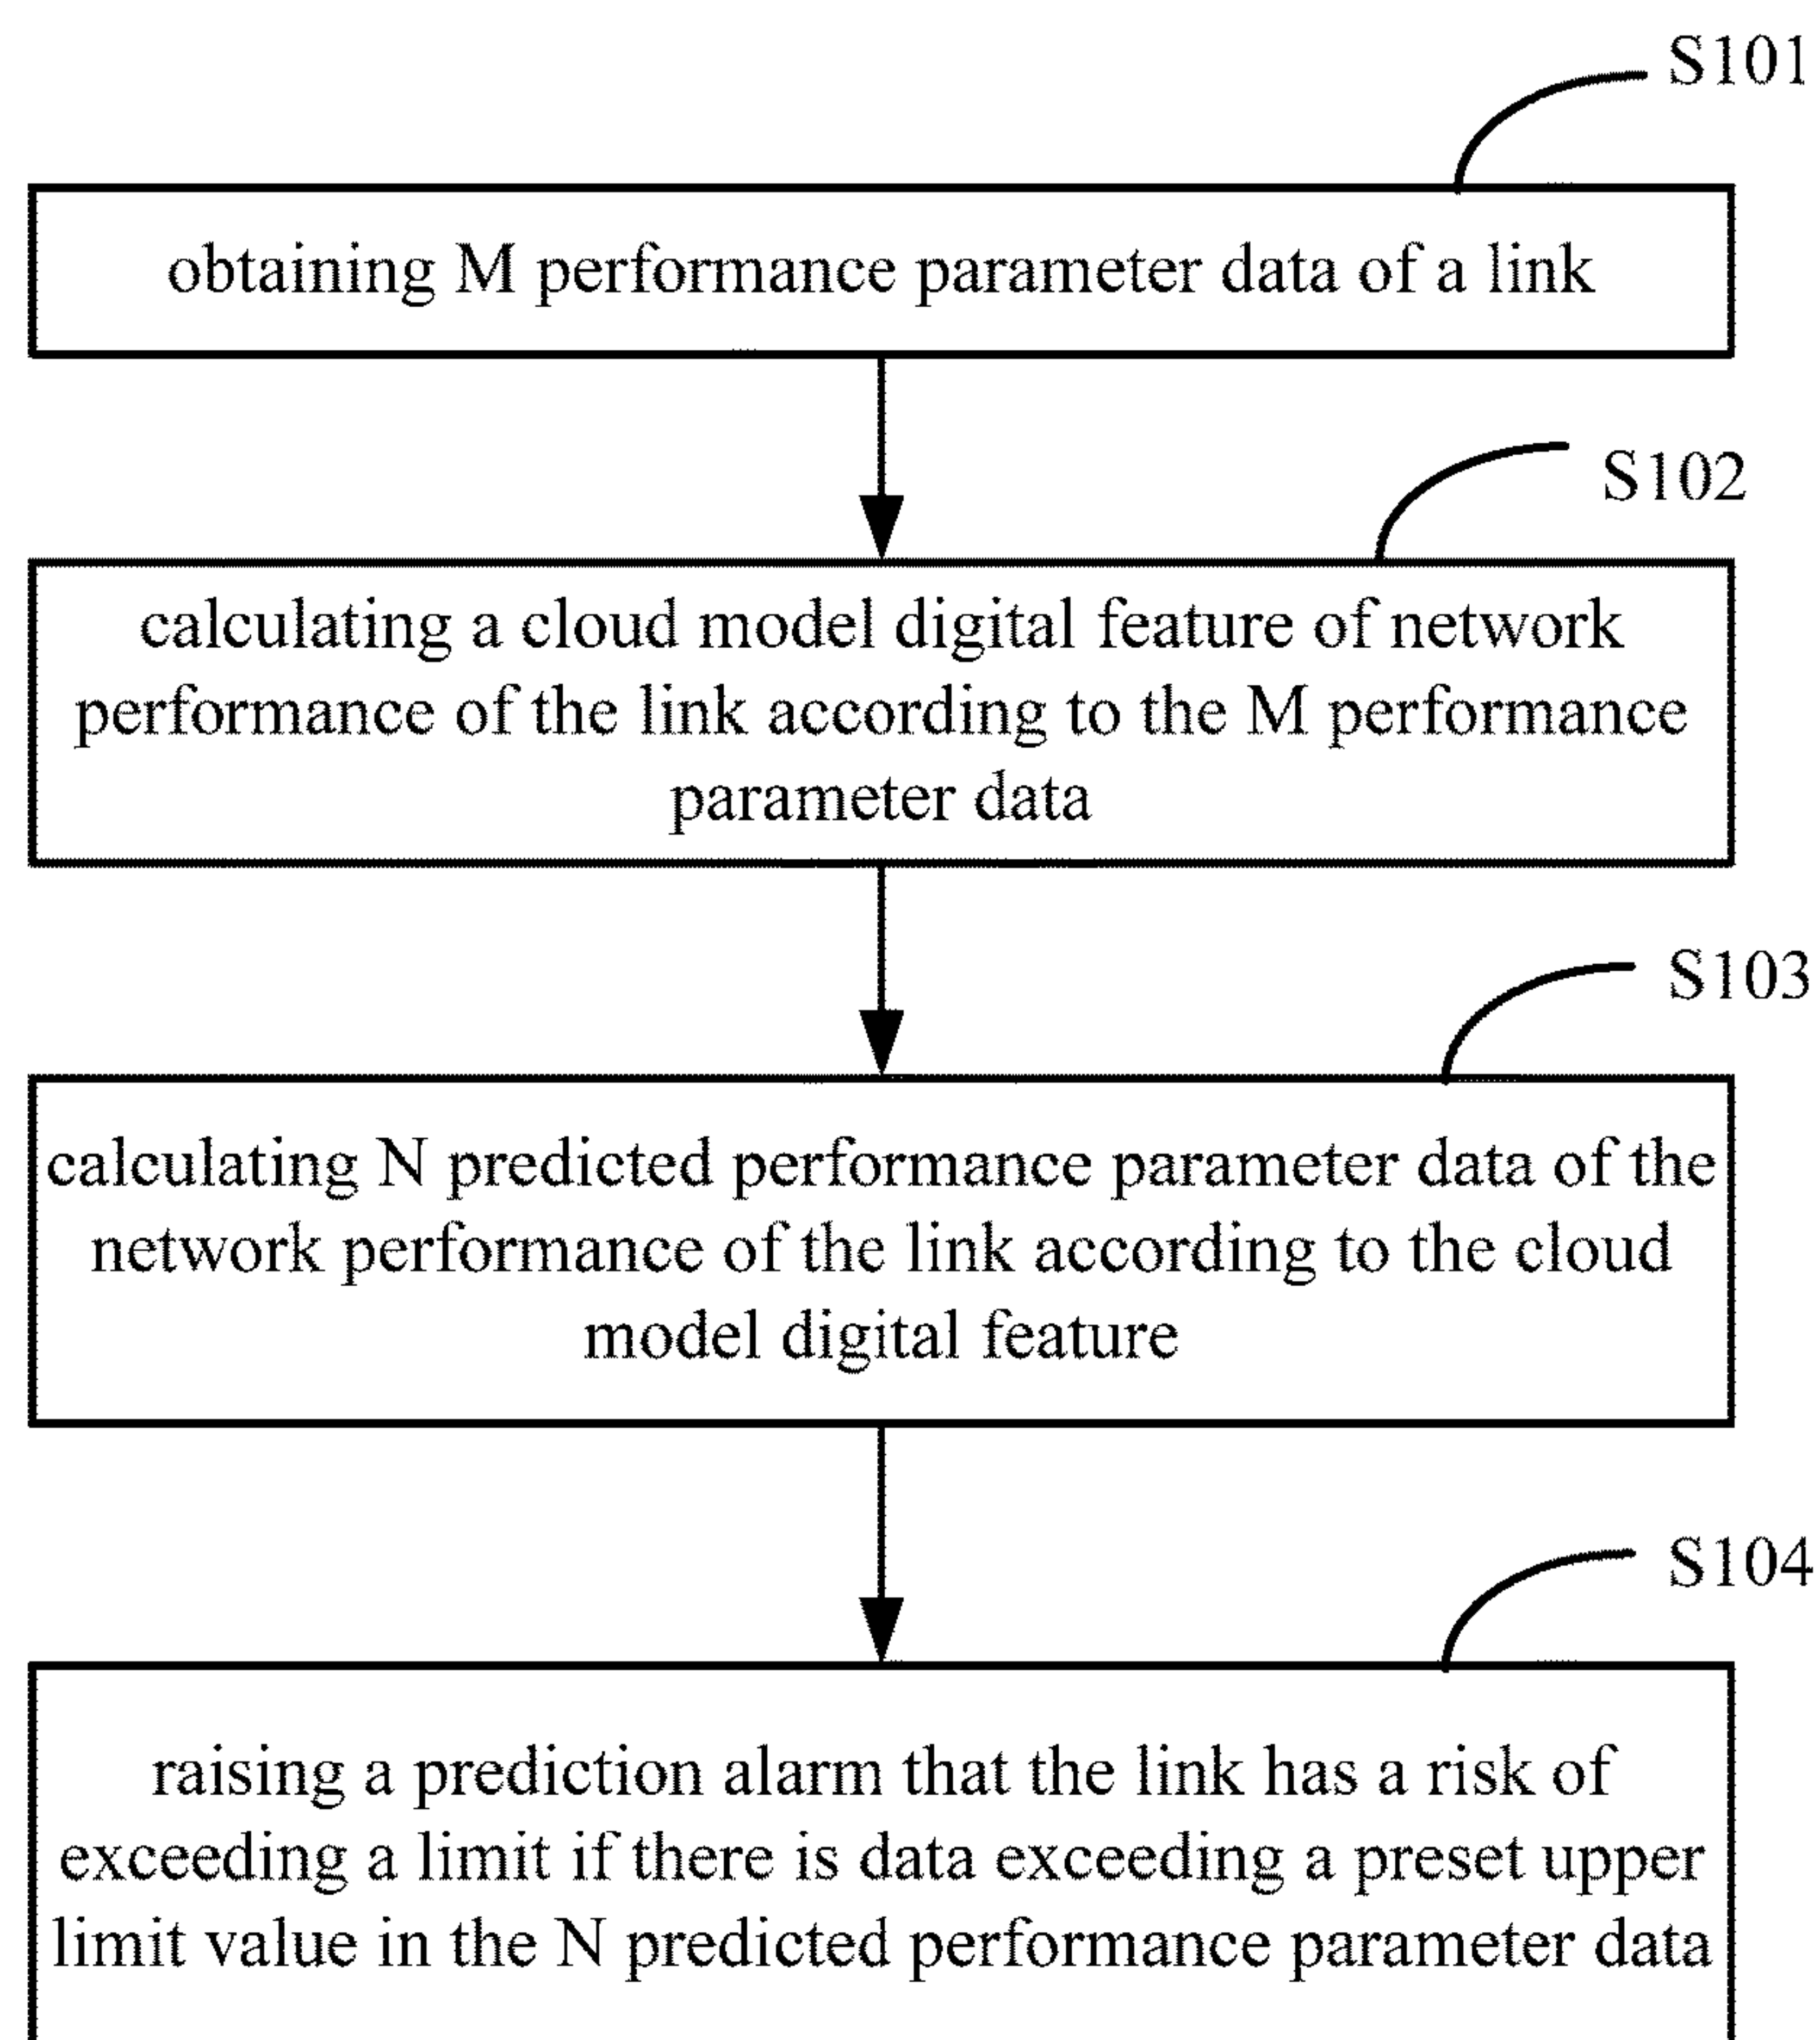 S101
obtaining M performance parameter data of a link
S102
calculating a cloud model digital feature of network
performance of the link according to the M performance
parameter data
S103
calculating N predicted performance parameter data of the
network performance of the link according to the cloud
model digital feature
S104
raising a prediction alarm that the link has a risk of
exceeding a limit if there is data exceeding a preset upper
limit value in the N predicted performance parameter data